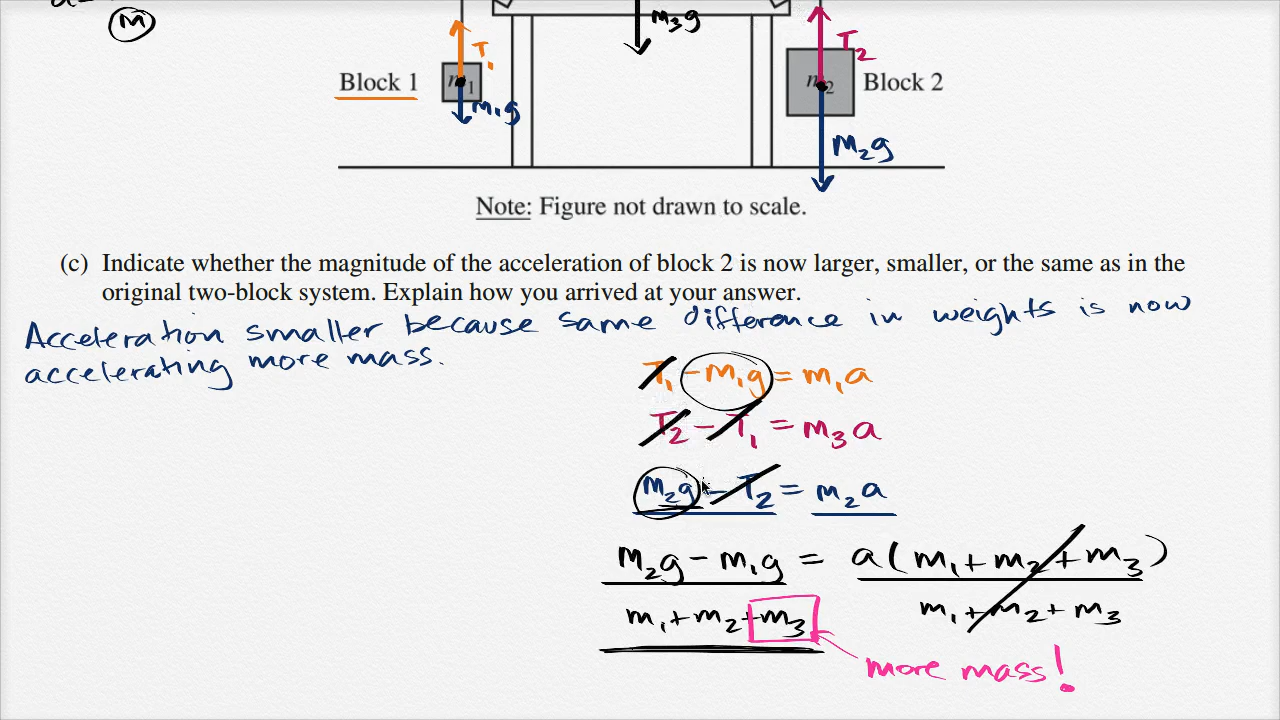 M
m₃g
T₁
T₂
Block 1
m₁
m₁g
m₂
Block 2
m₂g
Note: Figure not drawn to scale.
(c) Indicate whether the magnitude of the acceleration of block 2 is now larger, smaller, or the same as in the
original two-block system. Explain how you arrived at your answer.
Acceleration smaller because same difference in weights is now
accelerating more mass.
T₁ - m₁g = m₁a
T₂ - T₁ = m₃a
m₂g - T₂ = m₂a
m₂g - m₁g = a(m₁ + m₂ + m₃)
m₁ + m₂ + m₃ m₁ + m₂ + m₃
more mass!